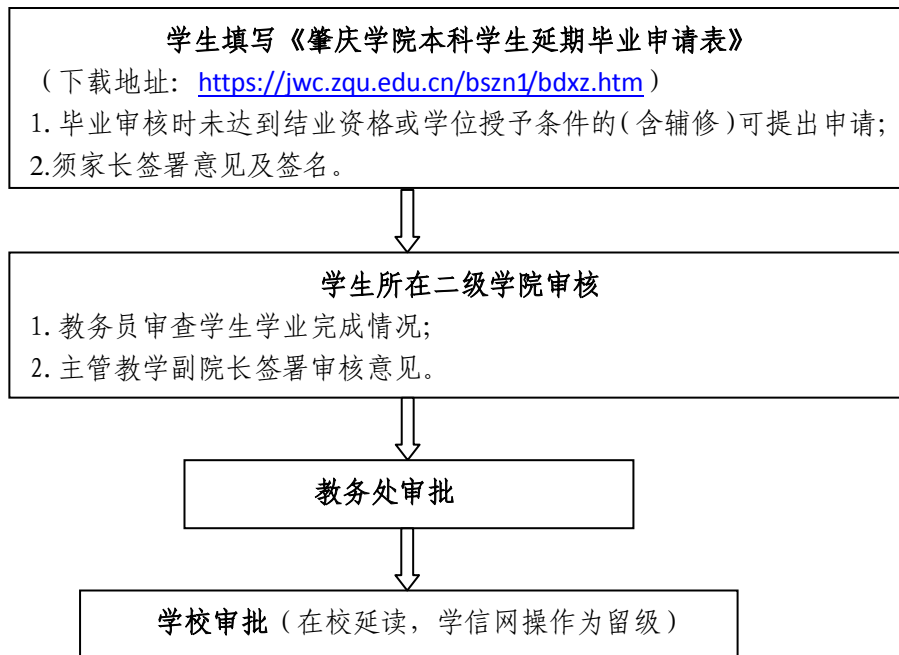 学生填写《肇庆学院本科学生延期毕业申请表》
（下载地址：https://jwc.zqu.edu.cn/bszn1/bdxz.htm）
1.毕业审核时未达到结业资格或学位授予条件的(含辅修)可提出申请;
2.须家长签署意见及签名。
学生所在二级学院审核
1.教务员审查学生学业完成情况;
2.主管教学副院长签署审核意见。
教务处审批
学校审批（在校延读，学信网操作为留级）